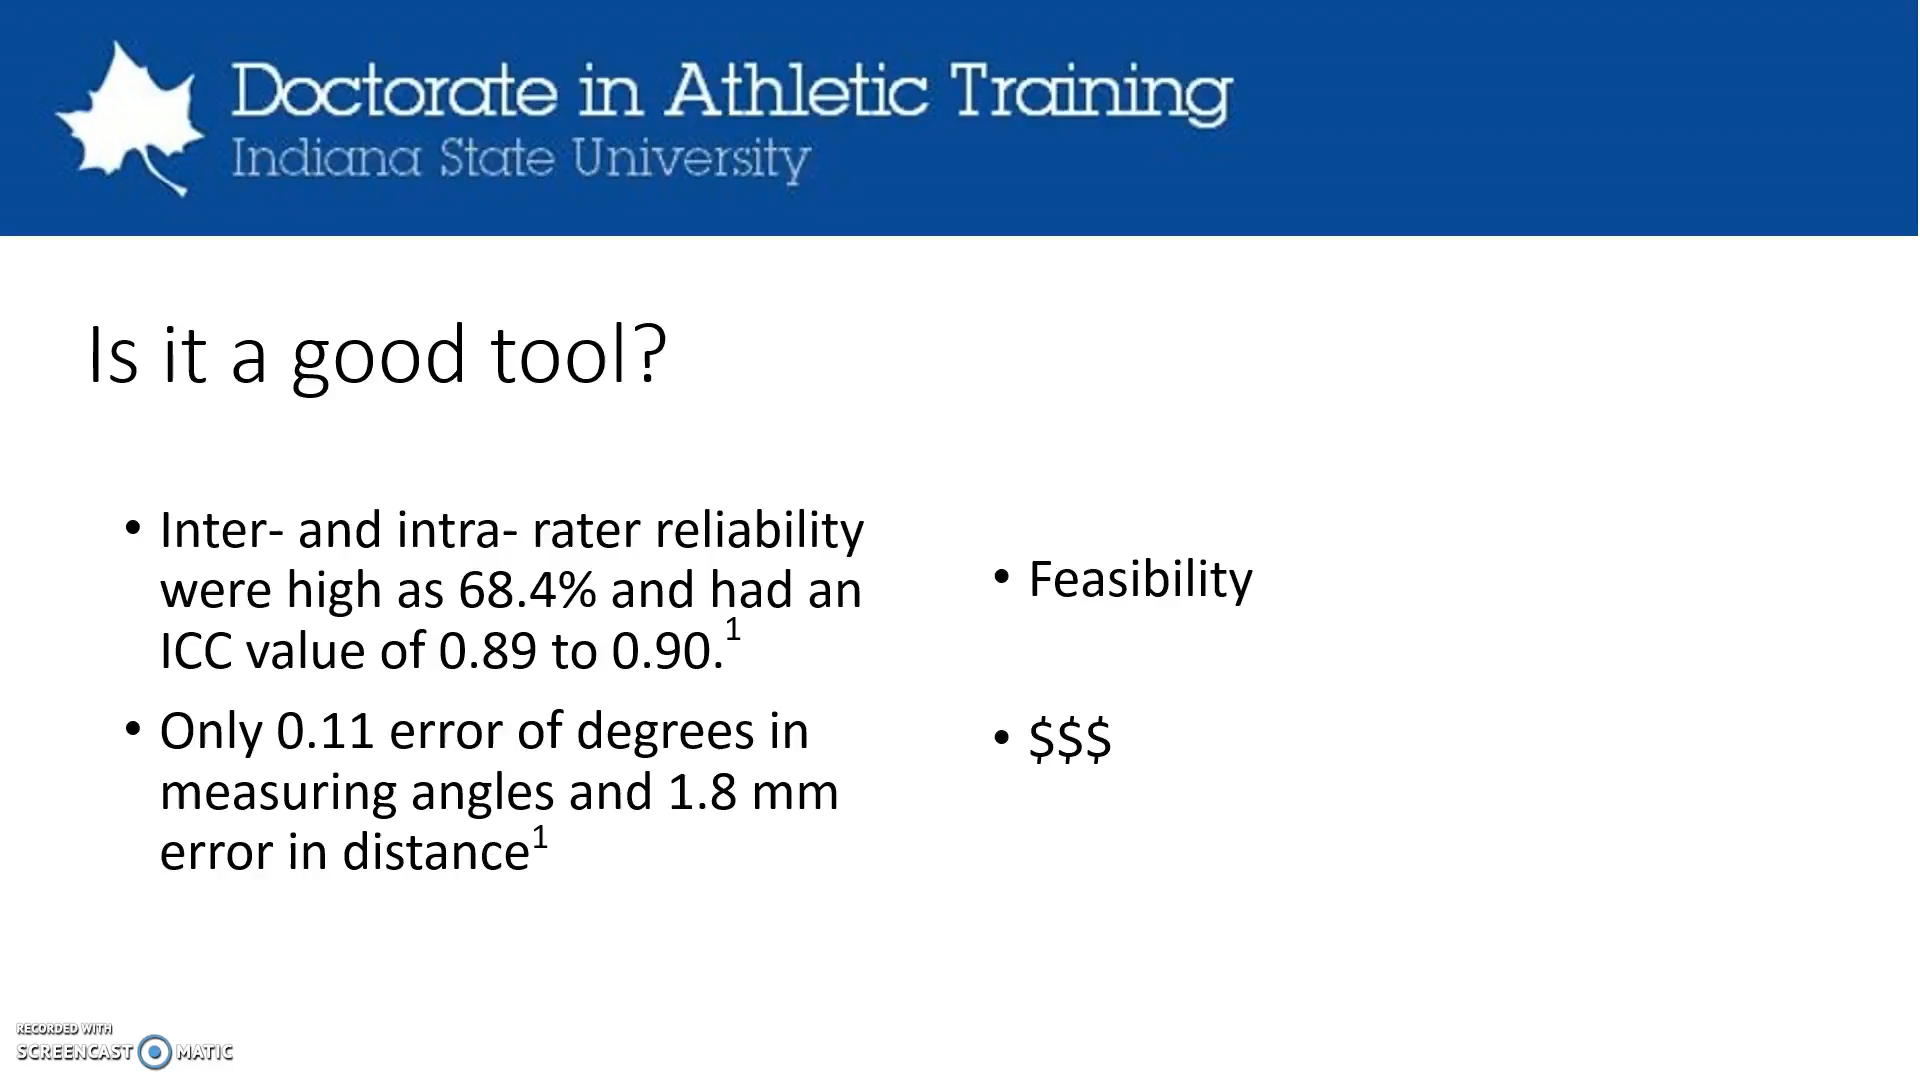 Doctorate in Athletic Training
Indiana State University
Is it a good tool?
• Inter- and intra- rater reliability
were high as 68.4% and had an
ICC value of 0.89 to 0.90.1
• Only 0.11 error of degrees in
measuring angles and 1.8 mm
error in distance1
• Feasibility
• $$$
RECORDED WITH
SCREENCAST MATIC